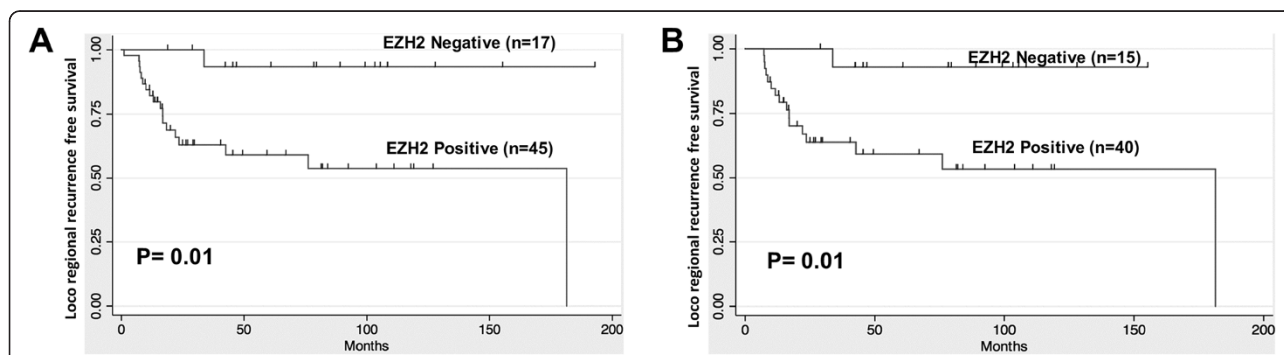 A
Loco regional recurrence free survival
1.00
0.75
0.50
0.25
0.00
EZH2 Negative (n=17)
EZH2 Positive (n=45)
P= 0.01
0 50 100 150 200
Months
B
Loco regional recurrence free survival
1.00
0.75
0.50
0.25
0.00
EZH2 Negative (n=15)
EZH2 Positive (n=40)
P= 0.01
0 50 100 150 200
Months